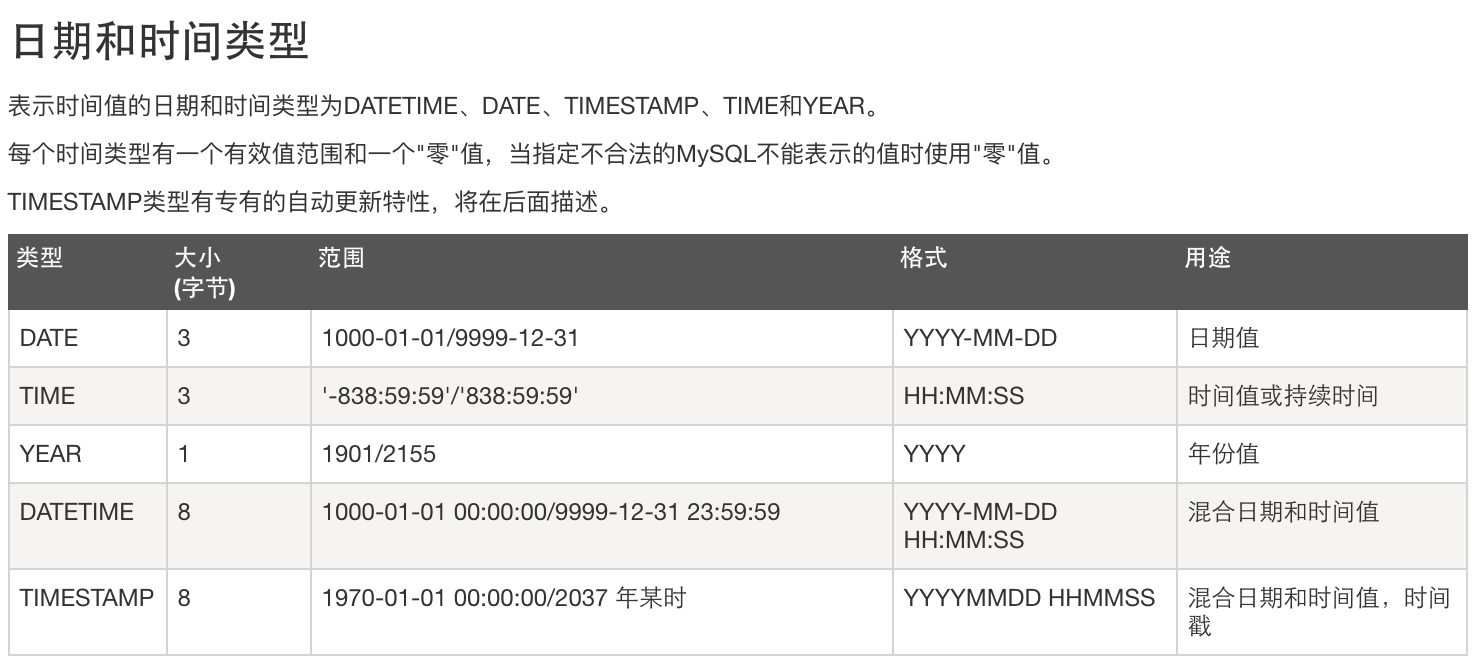 日期和时间类型
表示时间值的日期和时间类型为DATETIME、DATE、TIMESTAMP、TIME和YEAR。
每个时间类型有一个有效值范围和一个"零"值，当指定不合法的MySQL不能表示的值时使用"零"值。
TIMESTAMP类型有专有的自动更新特性，将在后面描述。
类型 大小 范围 格式 用途
(字节)
DATE 3 1000-01-01/9999-12-31 YYYY-MM-DD 日期值
TIME 3 '-838:59:59'/'838:59:59' HH:MM:SS 时间值或持续时间
YEAR 1 1901/2155 YYYY 年份值
DATETIME 8 1000-01-01 00:00:00/9999-12-31 23:59:59 YYYY-MM-DD 混合日期和时间值
HH:MM:SS
TIMESTAMP 8 1970-01-01 00:00:00/2037 年某时 YYYYMMDD HHMMSS 混合日期和时间值，时间
戳